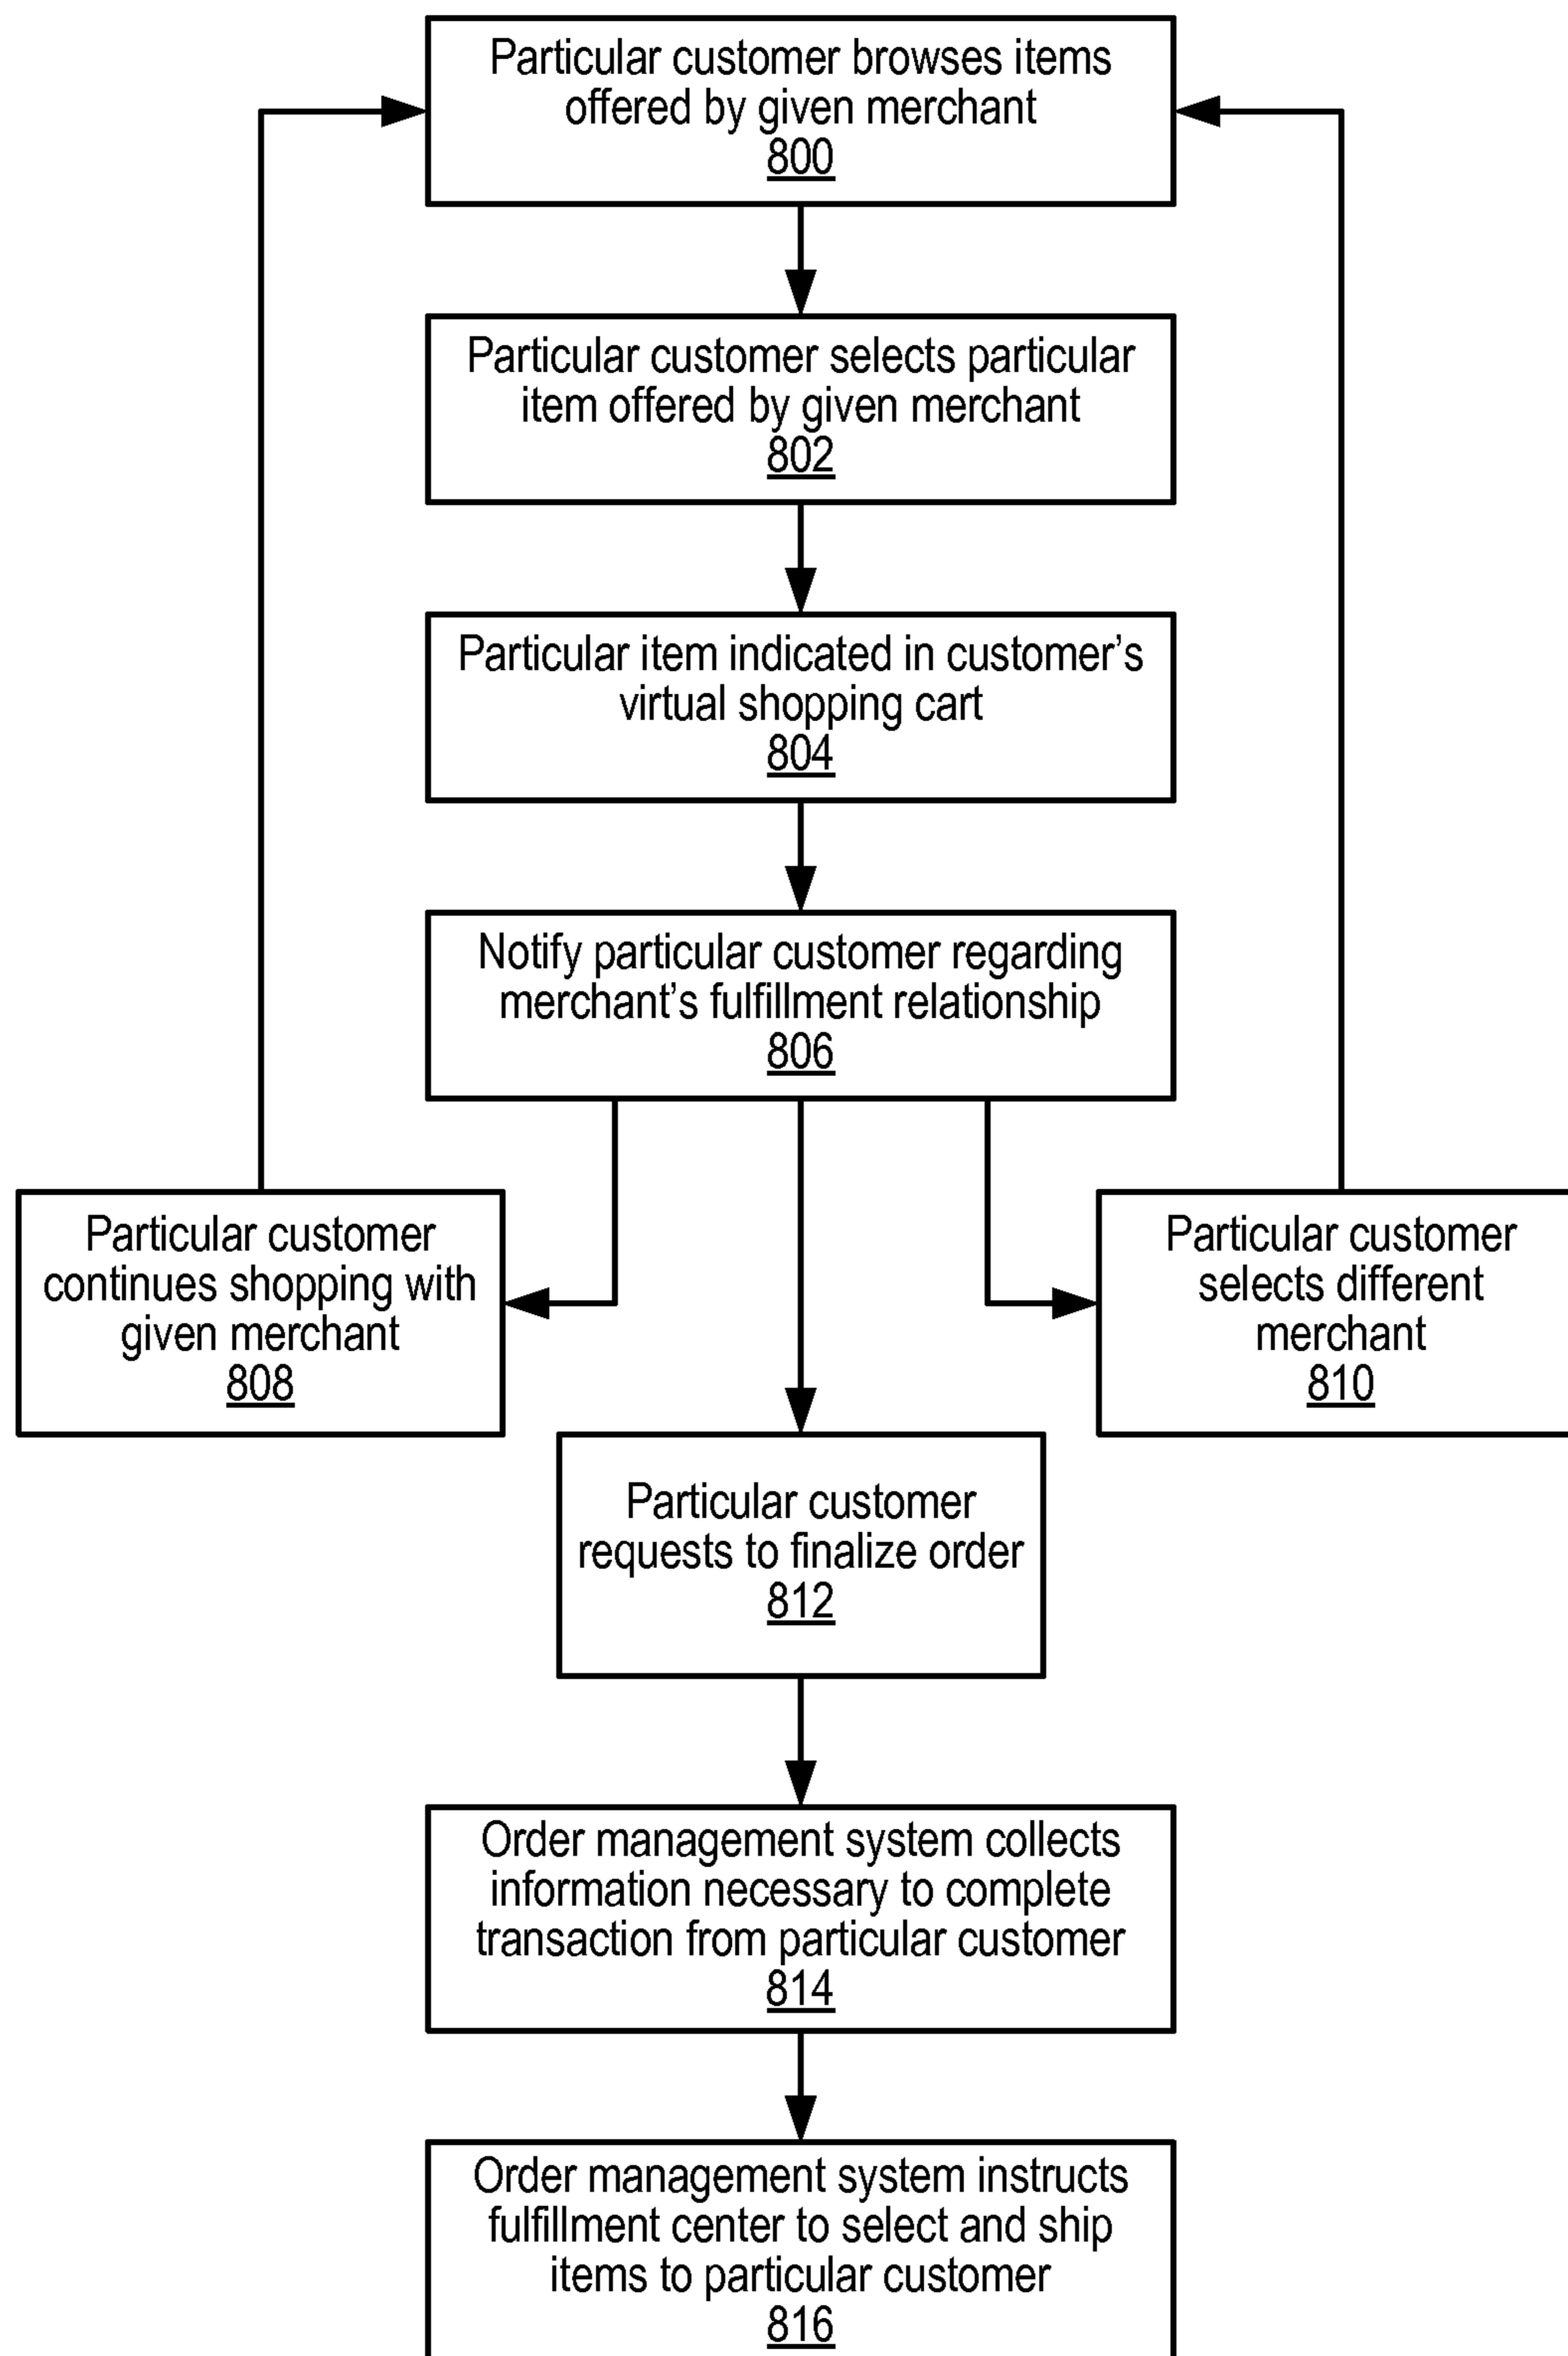 Particular customer browses items
offered by given merchant
800
Particular customer selects particular
item offered by given merchant
802
Particular item indicated in customer’s
virtual shopping cart
804
Notify particular customer regarding
merchant’s fulfillment relationship
806
Particular customer
continues shopping with
given merchant
808
Particular customer
selects different
merchant
810
Particular customer
requests to finalize order
812
Order management system collects
information necessary to complete
transaction from particular customer
814
Order management system instructs
fulfillment center to select and ship
items to particular customer
816